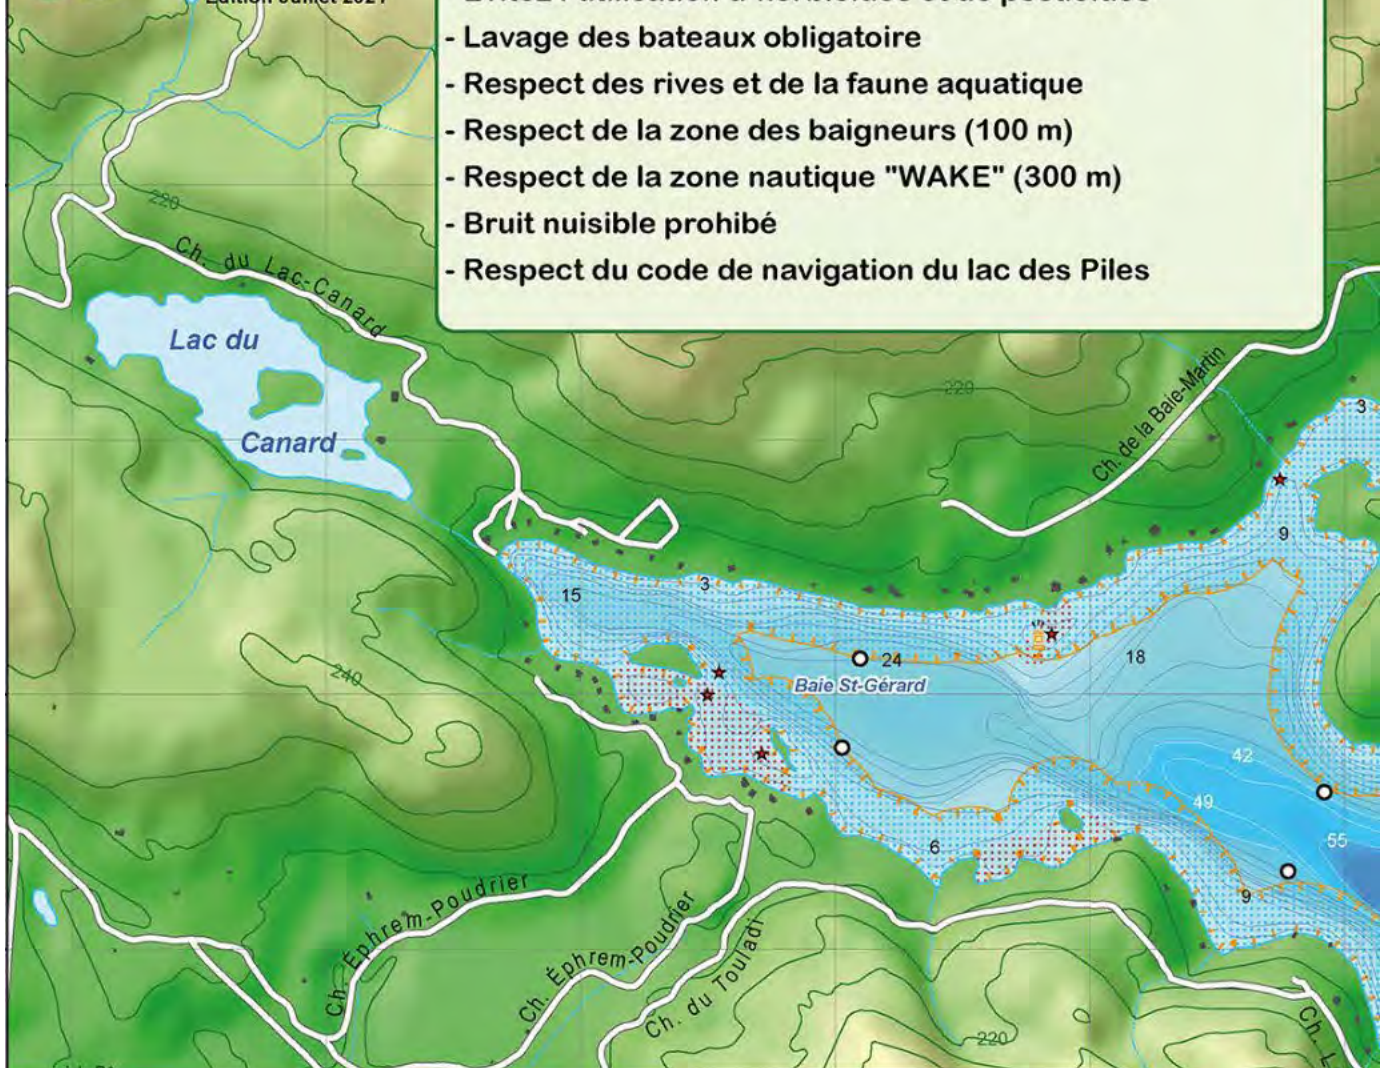 Édition Juillet 2021
- Lavage des bateaux obligatoire
- Respect des rives et de la faune aquatique
- Respect de la zone des baigneurs (100 m)
- Respect de la zone nautique "WAKE" (300 m)
- Bruit nuisible prohibé
- Respect du code de navigation du lac des Piles
220
Ch. du Lac-Canard
Lac du
Canard
220
Ch. de la Baie-Martin
3
9
15
3
24
18
Baie St-Gérard
240
42
49
55
6
9
Ch. Éphrem-Poudrier
Ch. Éphrem-Poudrier
Ch. du Touladi
220
Ch. L